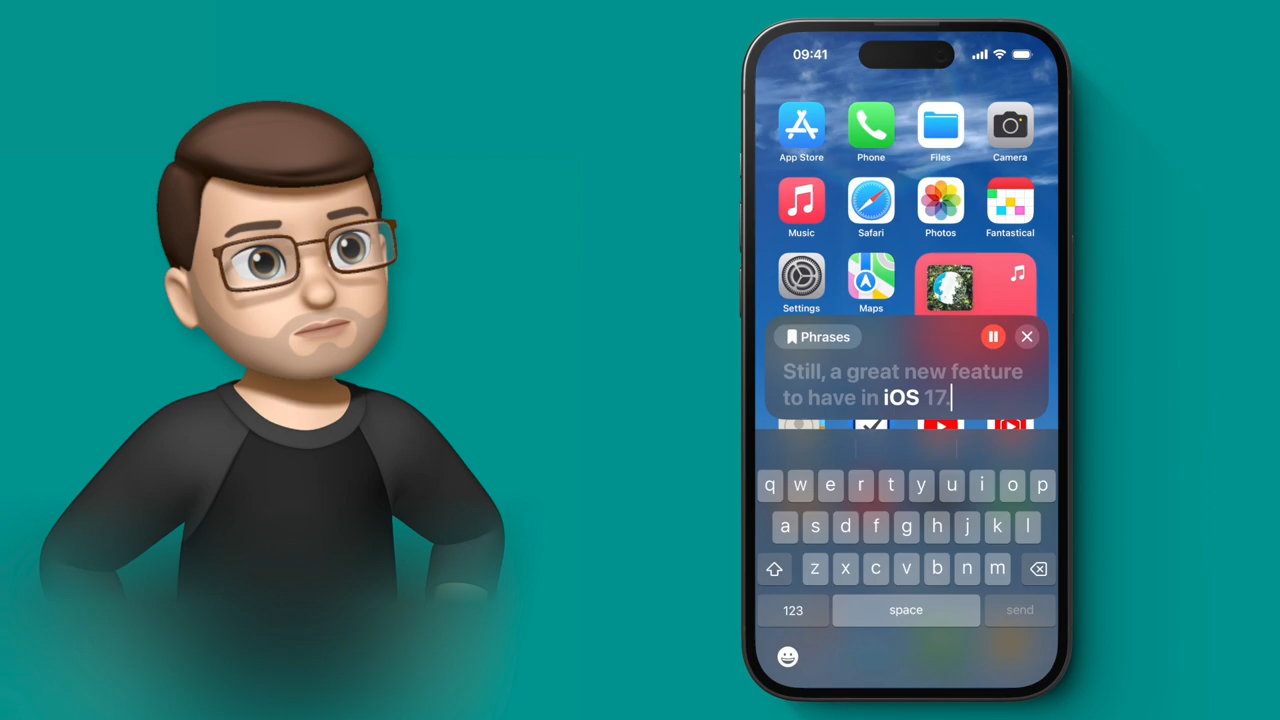 09:41
App Store Phone Files Camera
Music Safari Photos Fantastical
Settings Maps
Phrases
Still, a great new feature
to have in iOS 17.
q w e r t y u i o p
a s d f g h j k l
z x c v b n m
123 space send